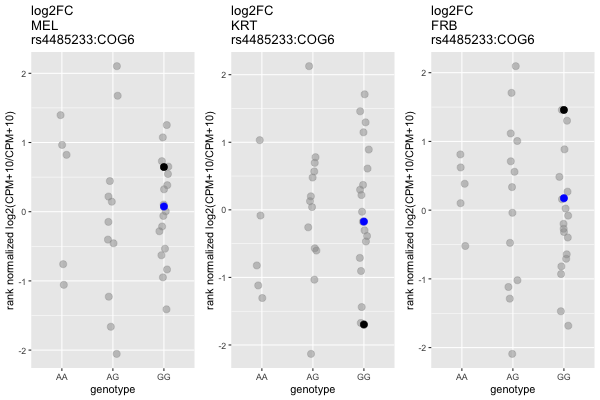 log2FC
MEL
rs4485233:COG6
rank normalized log2(CPM+10/CPM+10)
2
1
0
-1
-2
AA
AG
GG
genotype
log2FC
KRT
rs4485233:COG6
rank normalized log2(CPM+10/CPM+10)
2
1
0
-1
-2
AA
AG
GG
genotype
log2FC
FRB
rs4485233:COG6
rank normalized log2(CPM+10/CPM+10)
2
1
0
-1
-2
AA
AG
GG
genotype